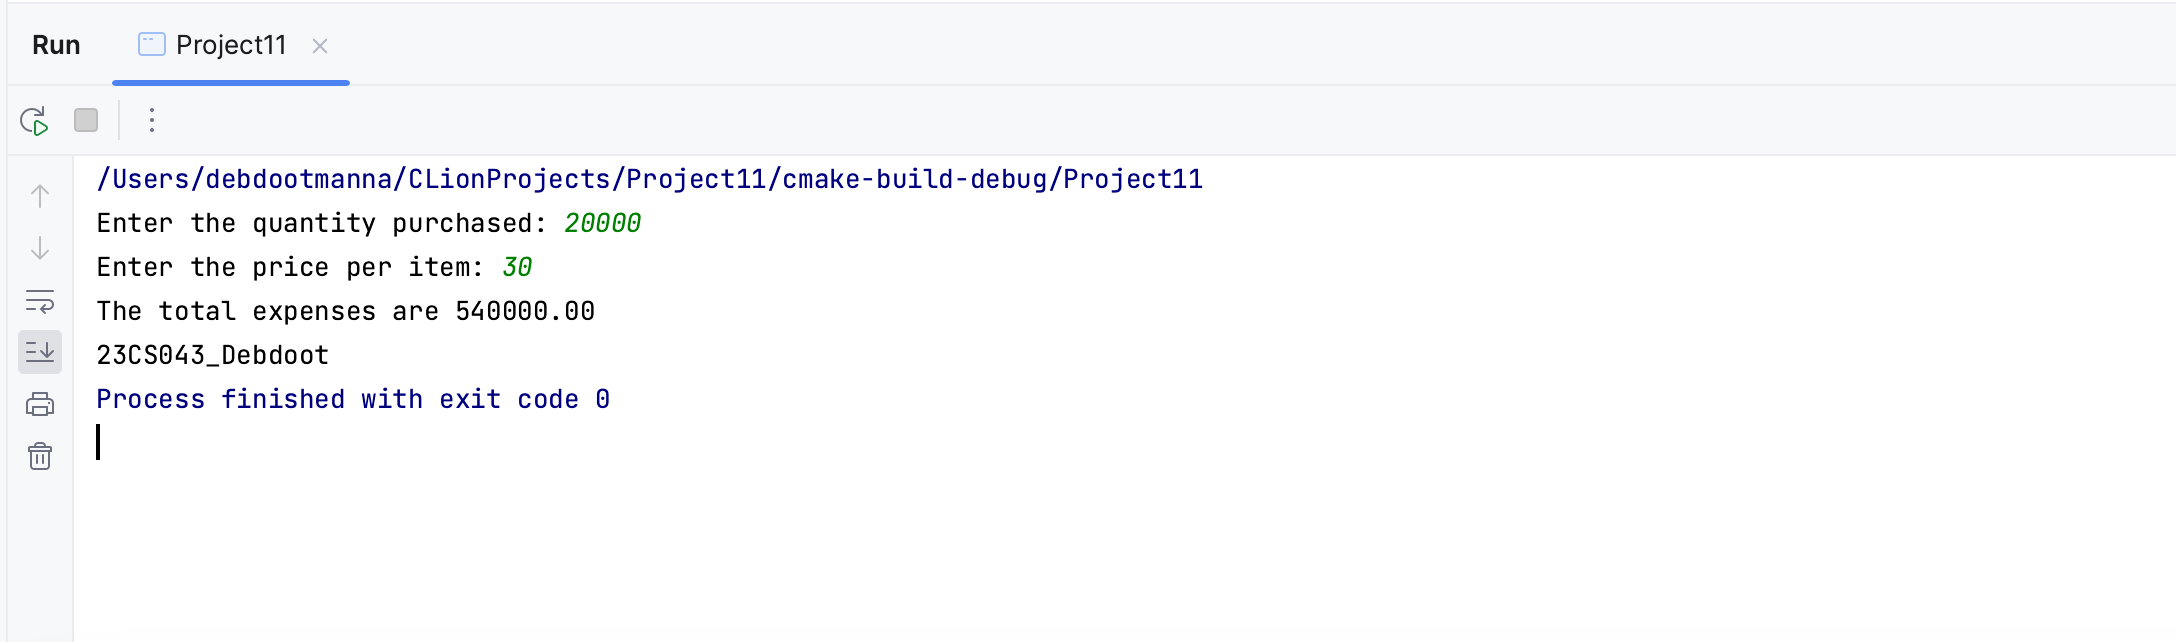 Run Project11
/Users/debdootmanna/CLionProjects/Project11/cmake-build-debug/Project11
Enter the quantity purchased: 20000
Enter the price per item: 30
The total expenses are 540000.00
23CS043_Debdoot
Process finished with exit code 0